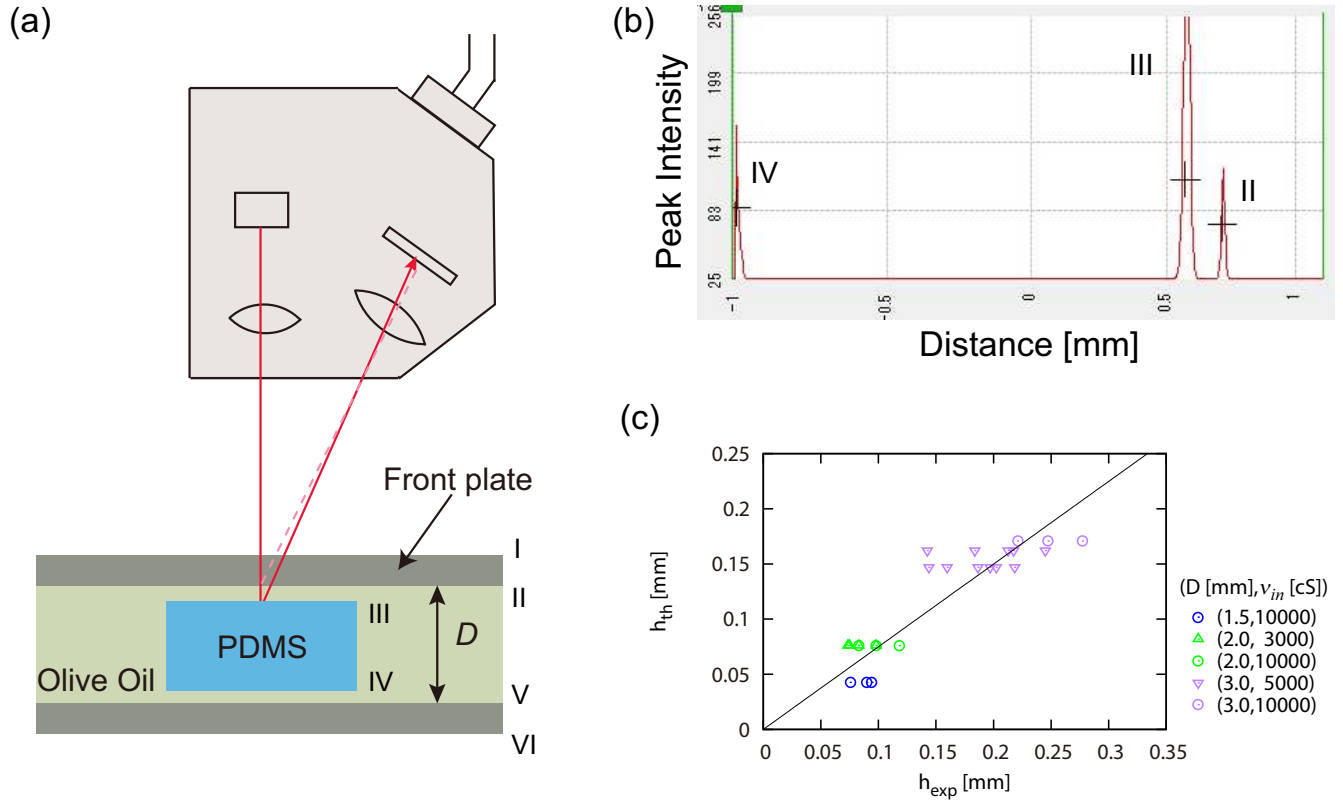 (a)
Front plate
I
II
III
D
PDMS
Olive Oil
IV
V
VI
(b)
Peak Intensity
256
199
141
83
25
III
IV
II
-1
-0.5
0
0.5
1
Distance [mm]
(c)
h_th [mm]
0.25
0.2
0.15
0.1
0.05
0
0
0.05
0.1
0.15
0.2
0.25
0.3
0.35
h_exp [mm]
(D [mm], ν_in [cS])
(1.5,10000)
(2.0, 3000)
(2.0,10000)
(3.0, 5000)
(3.0,10000)